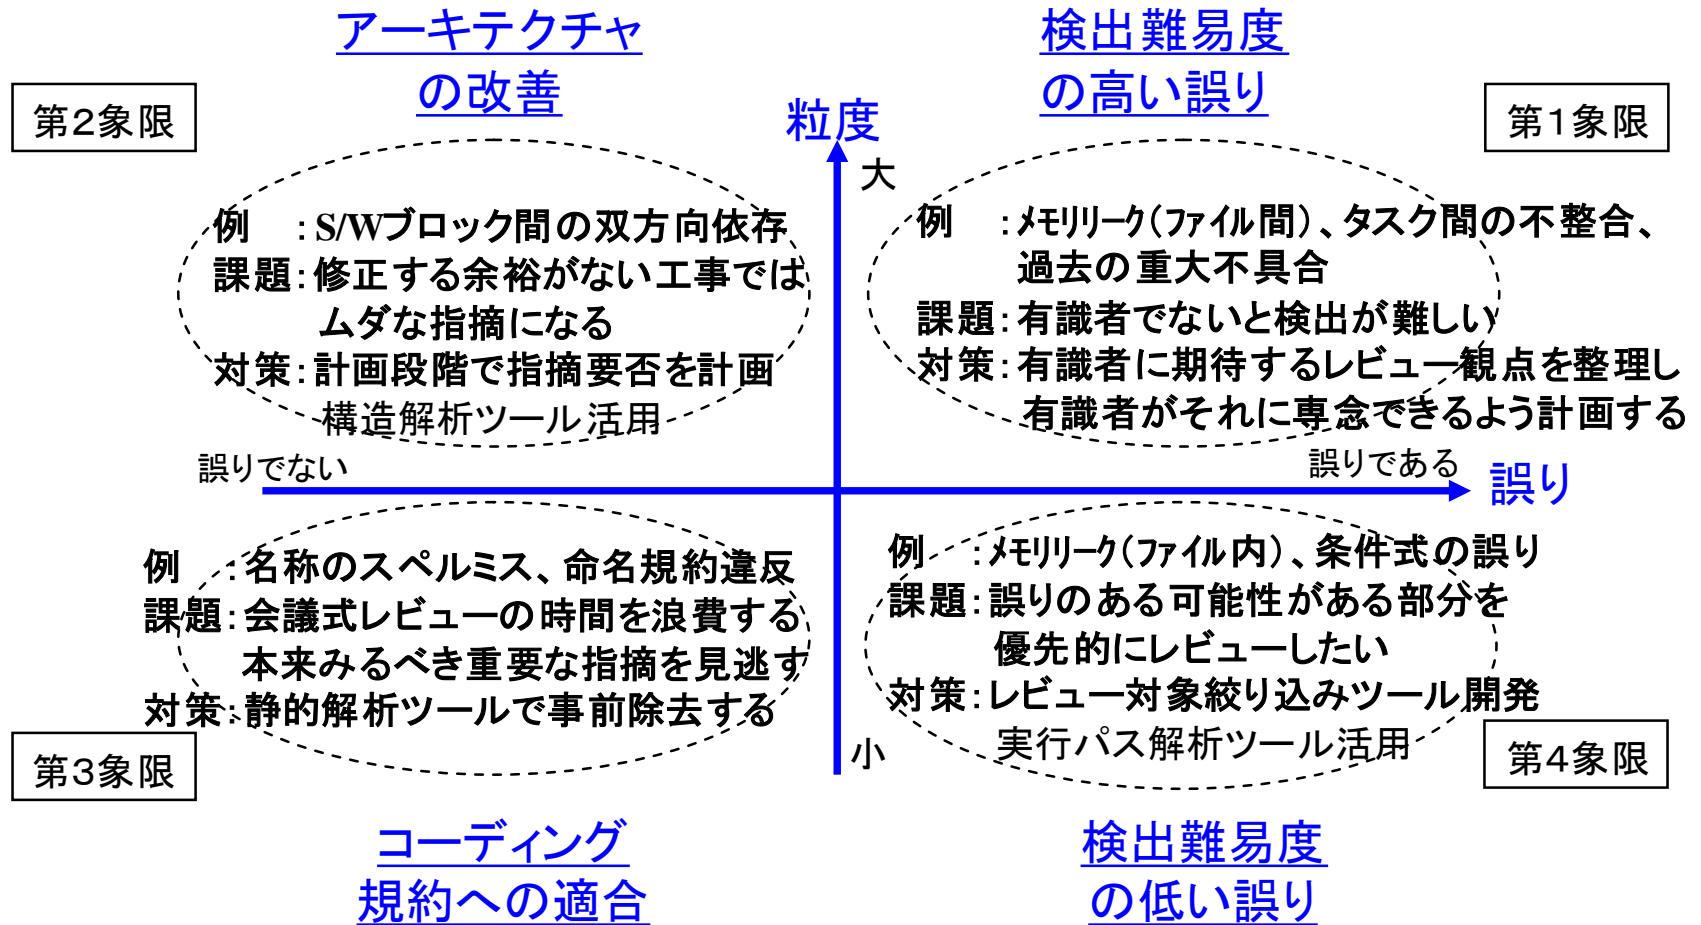 アーキテクチャ
の改善
検出難易度
の高い誤り
第2象限
粒度
第1象限
大
例　：S/Wブロック間の双方向依存
課題：修正する余裕がない工事では
ムダな指摘になる
対策：計画段階で指摘要否を計画
構造解析ツール活用
例　：メモリリーク（ファイル間）、タスク間の不整合、
過去の重大不具合
課題：有識者でないと検出が難しい
対策：有識者に期待するレビュー観点を整理し
有識者がそれに専念できるよう計画する
誤りでない
誤りである
誤り
例　：名称のスペルミス、命名規約違反
課題：会議式レビューの時間を浪費する
本来みるべき重要な指摘を見逃す
対策：静的解析ツールで事前除去する
例　：メモリリーク（ファイル内）、条件式の誤り
課題：誤りのある可能性がある部分を
優先的にレビューしたい
対策：レビュー対象絞り込みツール開発
実行パス解析ツール活用
第3象限
小
第4象限
コーディング
規約への適合
検出難易度
の低い誤り